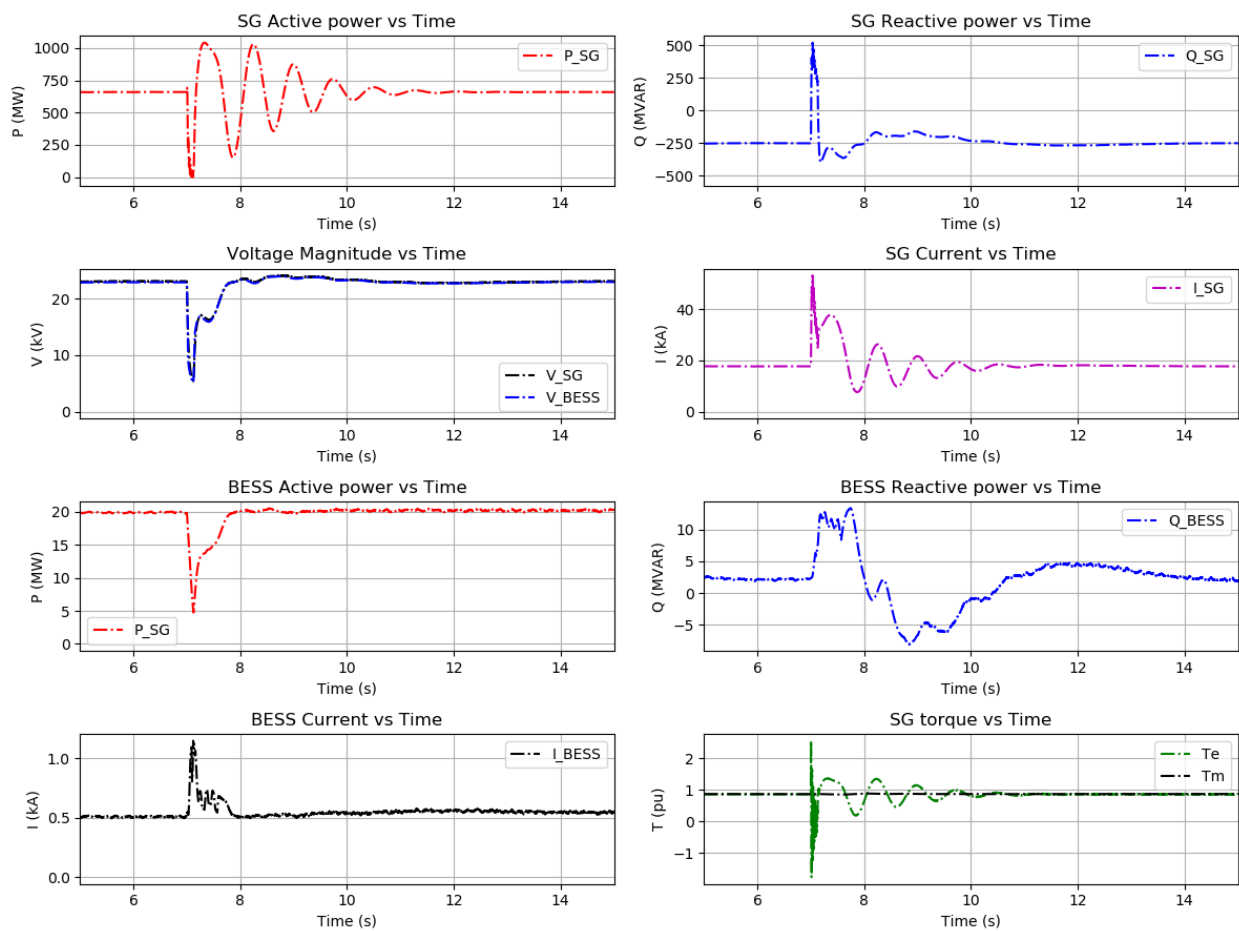 SG Active power vs Time
P (MW)
1000
750
500
250
0
P_SG
6 8 10 12 14
Time (s)
SG Reactive power vs Time
Q (MVAR)
500
250
0
−250
−500
Q_SG
6 8 10 12 14
Time (s)
Voltage Magnitude vs Time
V (kV)
20
10
0
V_SG
V_BESS
6 8 10 12 14
Time (s)
SG Current vs Time
I (kA)
40
20
0
I_SG
6 8 10 12 14
Time (s)
BESS Active power vs Time
P (MW)
20
15
10
5
0
P_SG
6 8 10 12 14
Time (s)
BESS Reactive power vs Time
Q (MVAR)
10
5
0
−5
Q_BESS
6 8 10 12 14
Time (s)
BESS Current vs Time
I (kA)
1.0
0.5
0.0
I_BESS
6 8 10 12 14
Time (s)
SG torque vs Time
T (pu)
2
1
0
−1
Te
Tm
6 8 10 12 14
Time (s)